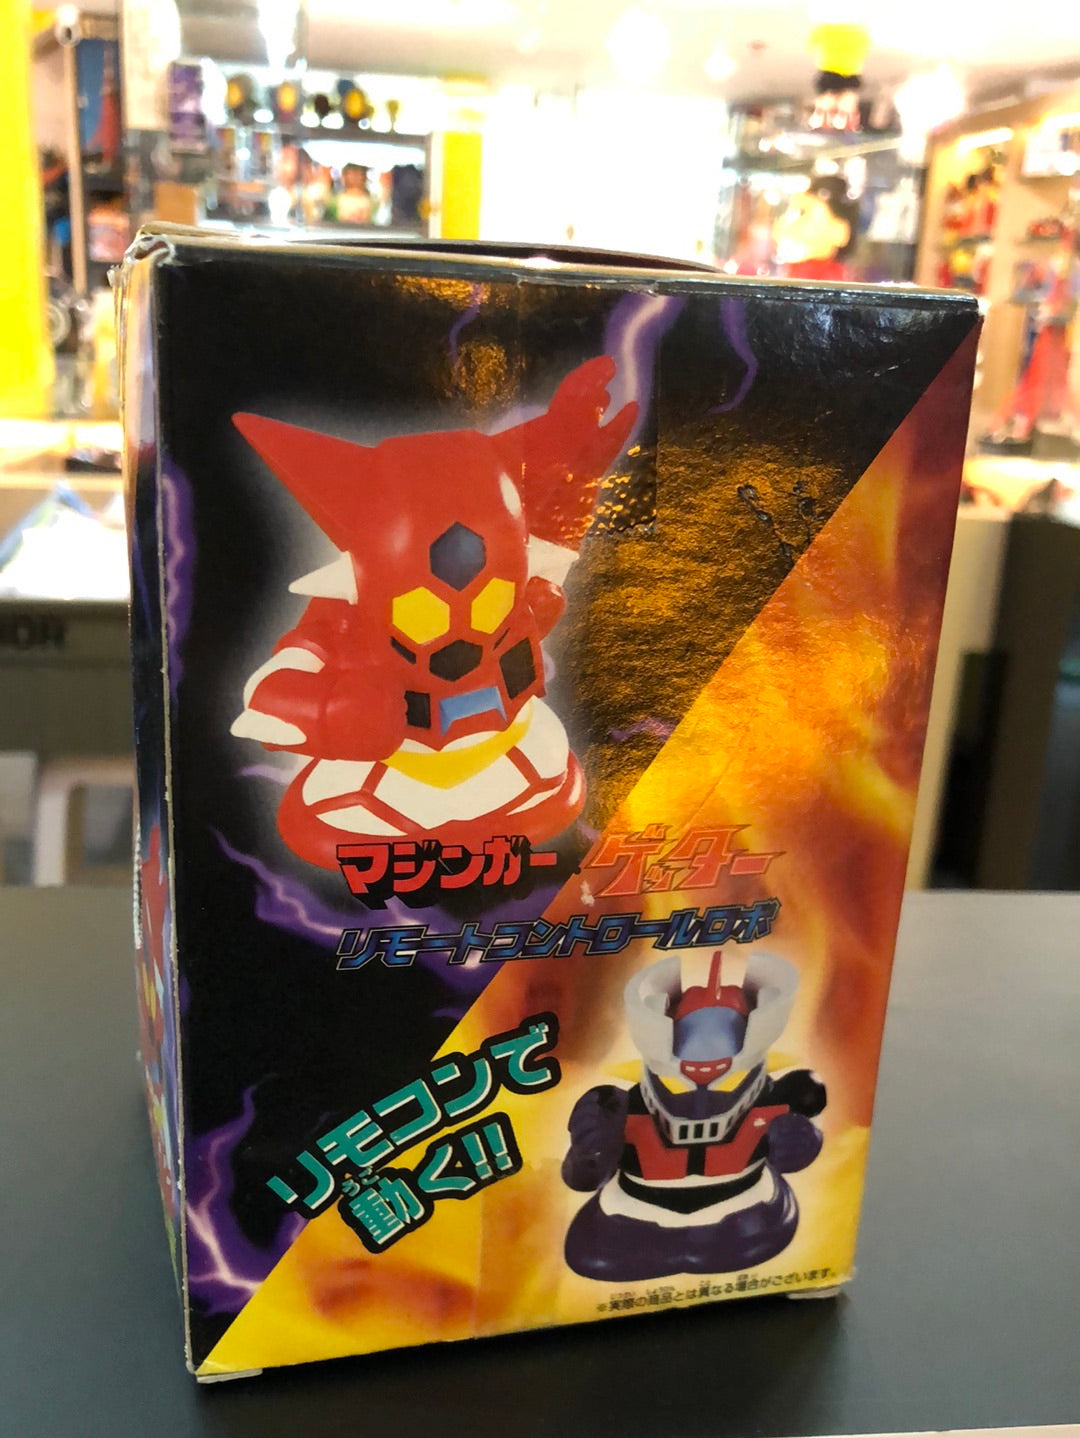 マジンガー ゲッター
リモートコントロールロボ
リモコンで
動く!!
※実際の商品とは異なる場合がございます。